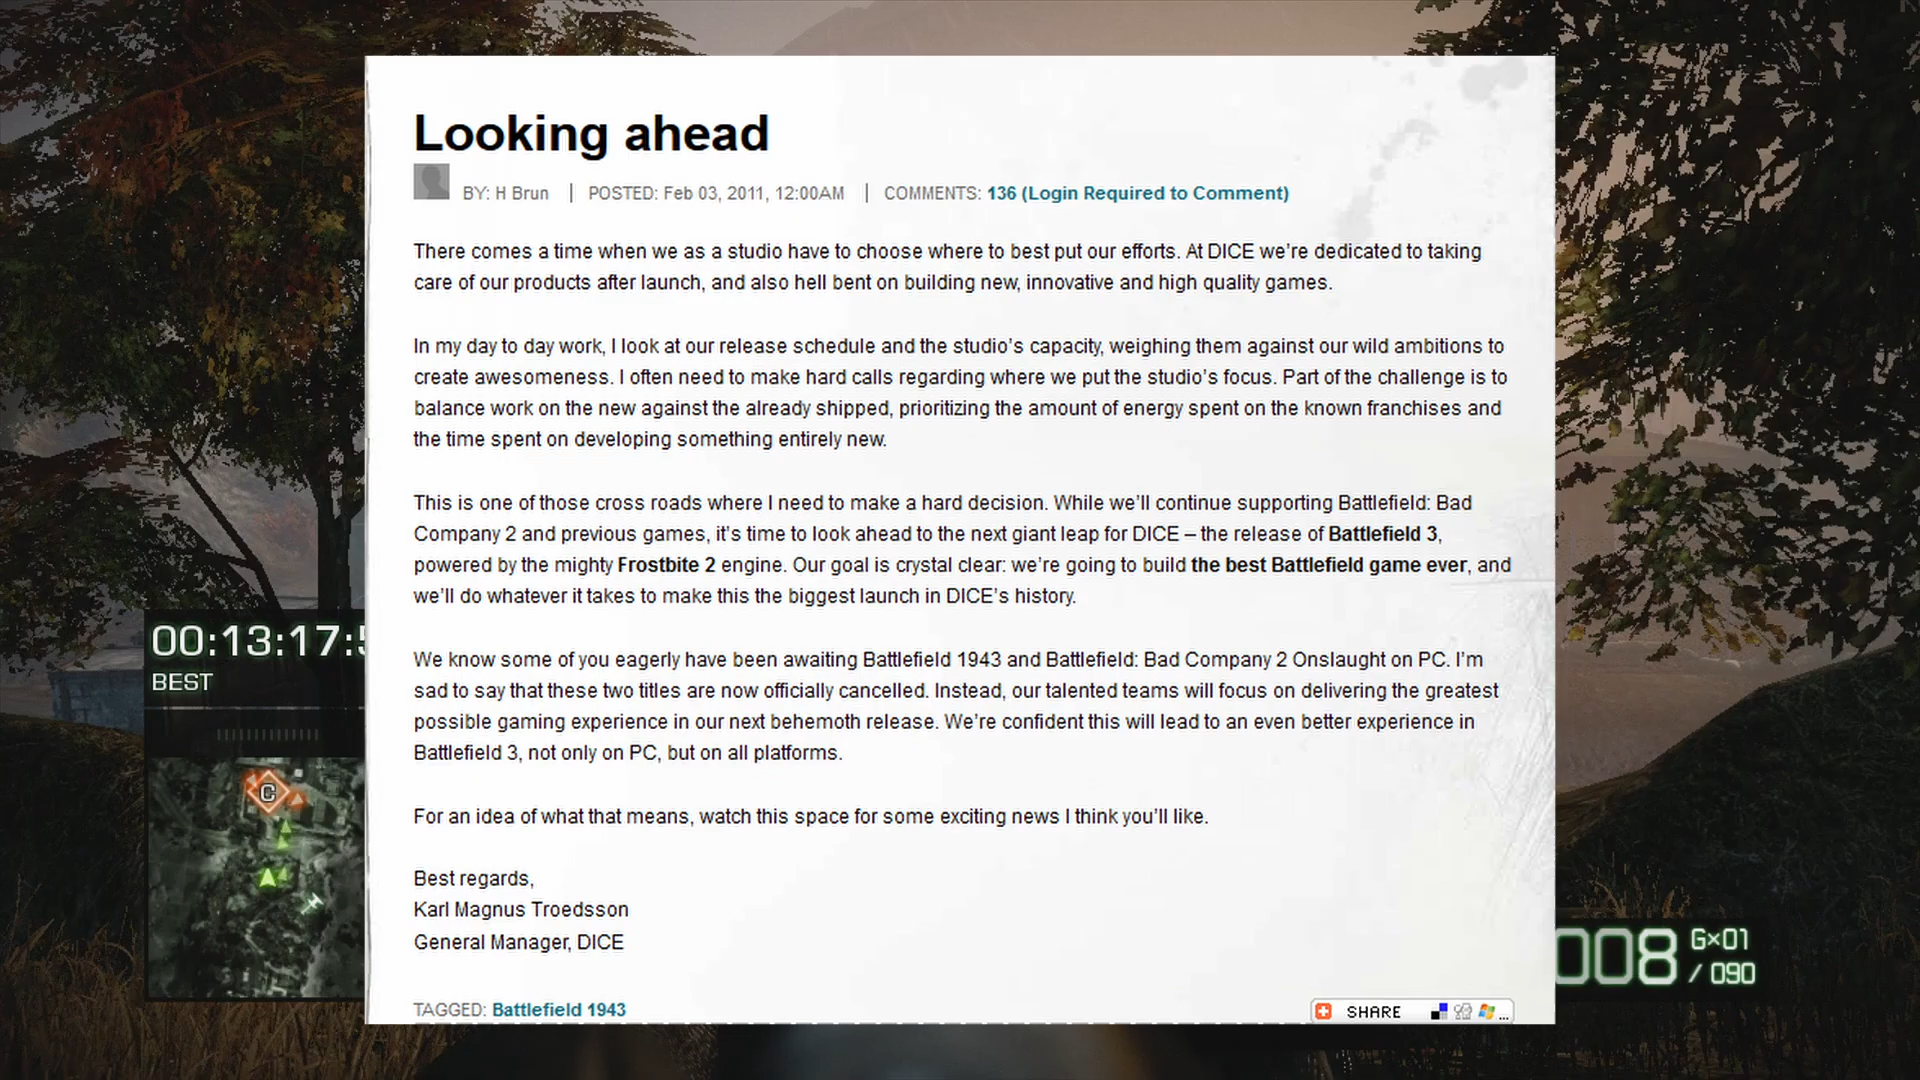 Looking ahead
BY: H Brun | POSTED: Feb 03, 2011, 12:00AM | COMMENTS: 136 (Login Required to Comment)
There comes a time when we as a studio have to choose where to best put our efforts. At DICE we’re dedicated to taking
care of our products after launch, and also hell bent on building new, innovative and high quality games.
In my day to day work, I look at our release schedule and the studio’s capacity, weighing them against our wild ambitions to
create awesomeness. I often need to make hard calls regarding where we put the studio’s focus. Part of the challenge is to
balance work on the new against the already shipped, prioritizing the amount of energy spent on the known franchises and
the time spent on developing something entirely new.
This is one of those cross roads where I need to make a hard decision. While we’ll continue supporting Battlefield: Bad
Company 2 and previous games, it’s time to look ahead to the next giant leap for DICE – the release of Battlefield 3,
powered by the mighty Frostbite 2 engine. Our goal is crystal clear: we’re going to build the best Battlefield game ever, and
we’ll do whatever it takes to make this the biggest launch in DICE’s history.
We know some of you eagerly have been awaiting Battlefield 1943 and Battlefield: Bad Company 2 Onslaught on PC. I’m
sad to say that these two titles are now officially cancelled. Instead, our talented teams will focus on delivering the greatest
possible gaming experience in our next behemoth release. We’re confident this will lead to an even better experience in
Battlefield 3, not only on PC, but on all platforms.
For an idea of what that means, watch this space for some exciting news I think you’ll like.
Best regards,
Karl Magnus Troedsson
General Manager, DICE
TAGGED: Battlefield 1943
SHARE ...
00:13:17:
BEST
C
008
G×01
/ 090